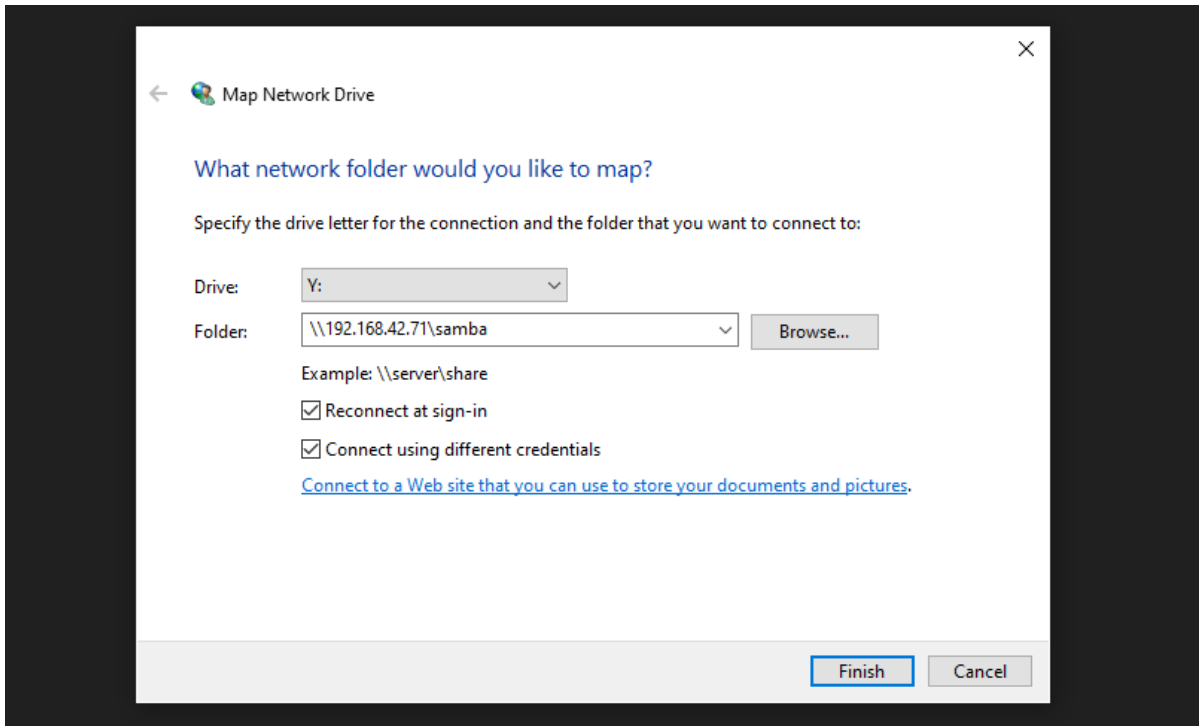 Map Network Drive
What network folder would you like to map?
Specify the drive letter for the connection and the folder that you want to connect to:
Drive: Y:
Folder: \\192.168.42.71\samba Browse...
Example: \\server\share
Reconnect at sign-in
Connect using different credentials
Connect to a Web site that you can use to store your documents and pictures.
Finish Cancel